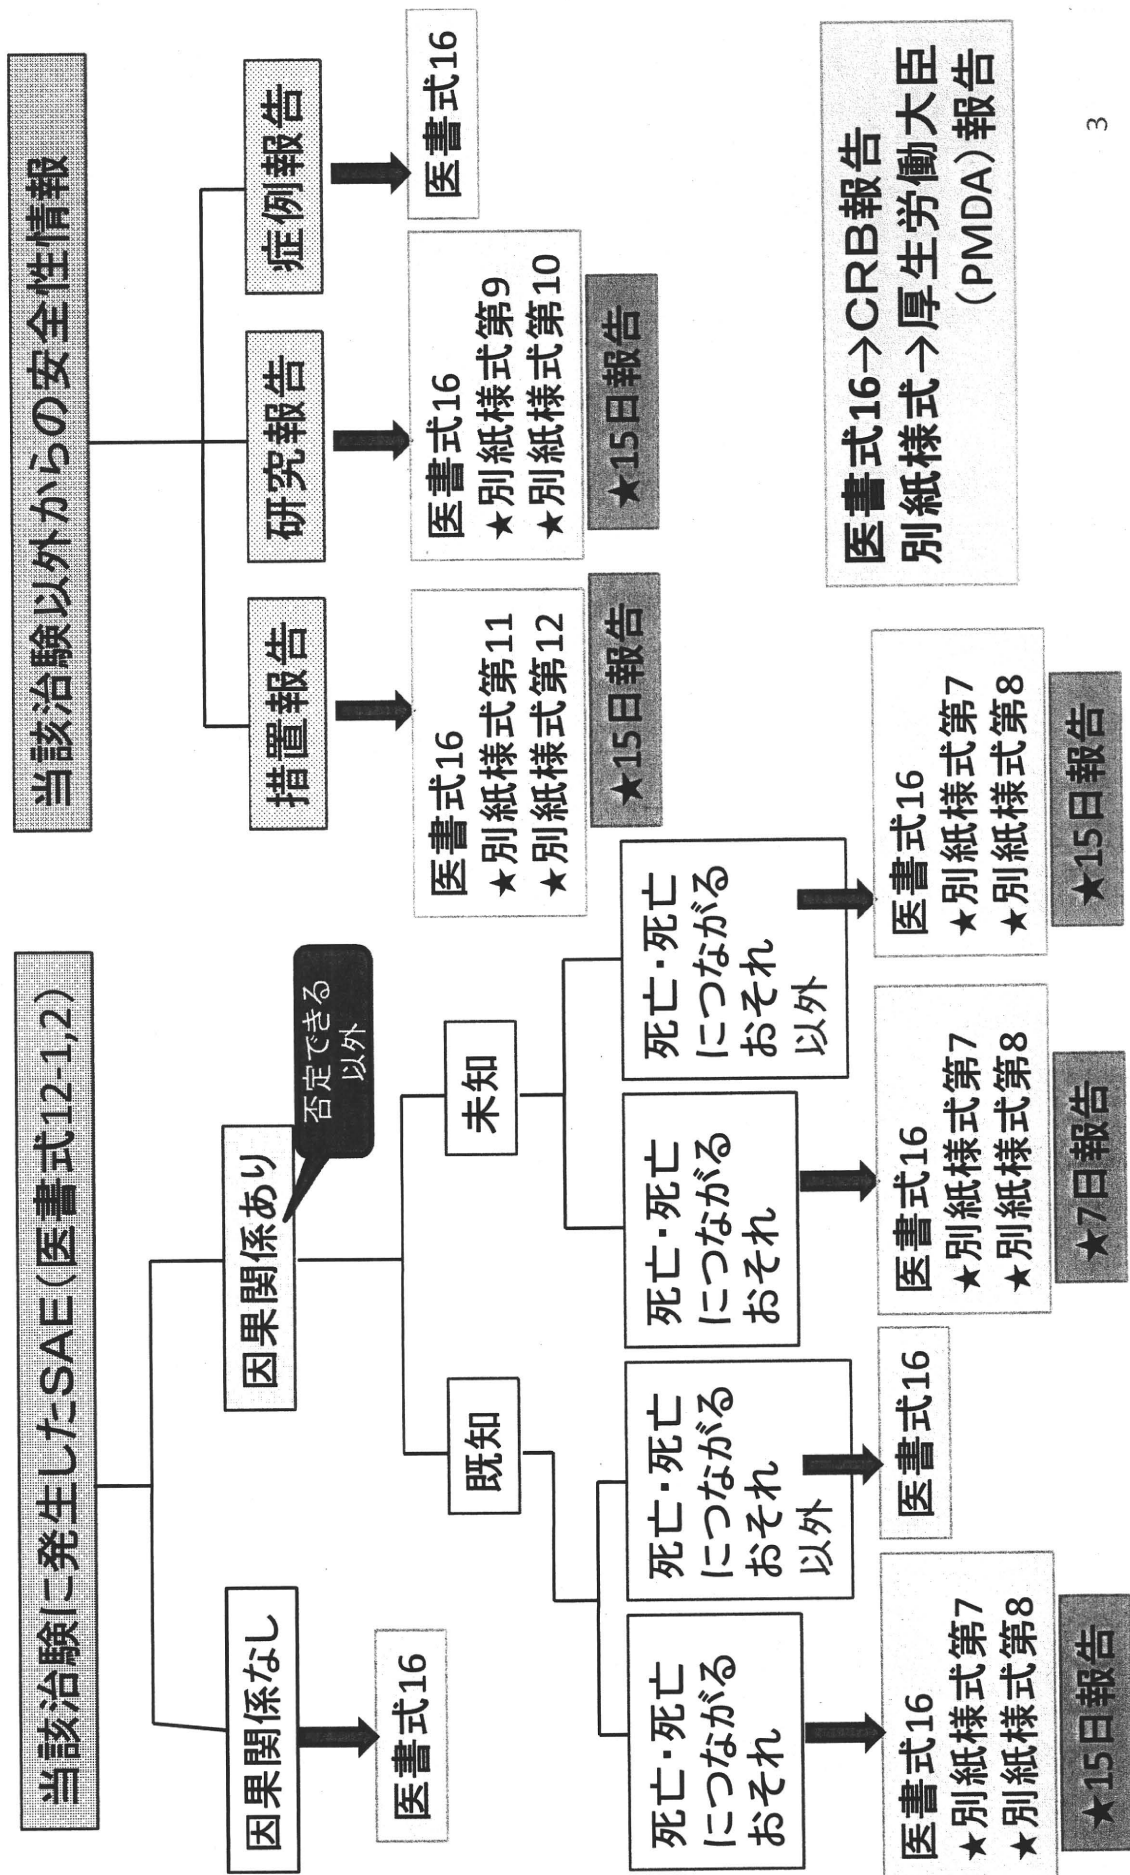 当該治験に発生したSAE(医書式12-1,2)
因果関係なし
医書式16
因果関係あり
否定できる
以外
既知
死亡・死亡
につながる
おそれ
医書式16
★別紙様式第7
★別紙様式第8
★15日報告
死亡・死亡
につながる
おそれ
以外
医書式16
未知
死亡・死亡
につながる
おそれ
医書式16
★別紙様式第7
★別紙様式第8
★7日報告
死亡・死亡
につながる
おそれ
以外
医書式16
★別紙様式第7
★別紙様式第8
★15日報告
当該治験以外からの安全性情報
措置報告
医書式16
★別紙様式第11
★別紙様式第12
★15日報告
研究報告
医書式16
★別紙様式第9
★別紙様式第10
★15日報告
症例報告
医書式16
医書式16→CRB報告
別紙様式→厚生労働大臣
(PMDA)報告
3